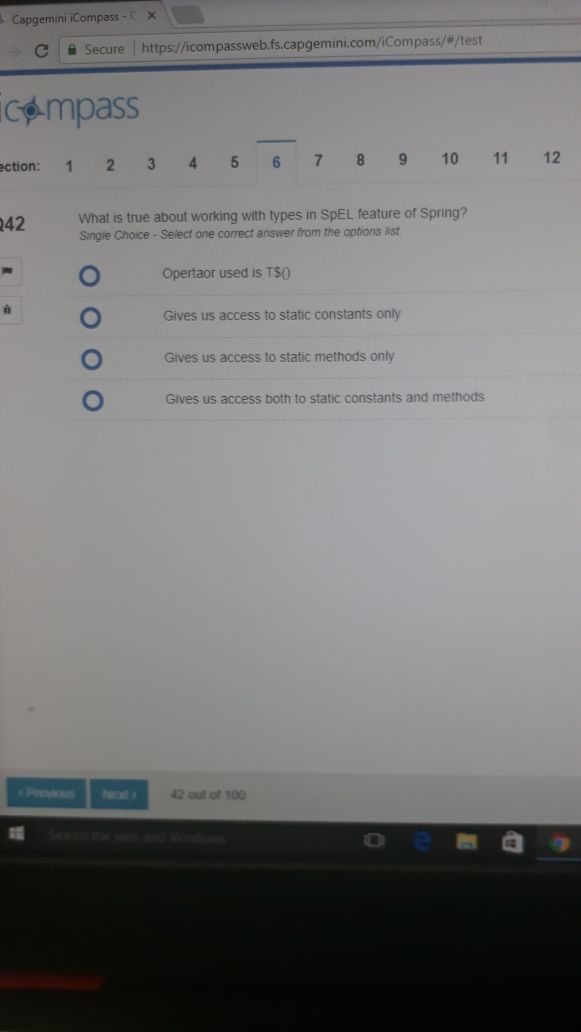 Capgemini iCompass - C
Secure https://icompassweb.fs.capgemini.com/iCompass/#/test
icompass
ection: 1 2 3 4 5 6 7 8 9 10 11 12
42 What is true about working with types in SpEL feature of Spring?
Single Choice - Select one correct answer from the options list.
Opertaor used is T$()
Gives us access to static constants only
Gives us access to static methods only
Gives us access both to static constants and methods
< Previous Next > 42 out of 100
Search the web and Windows